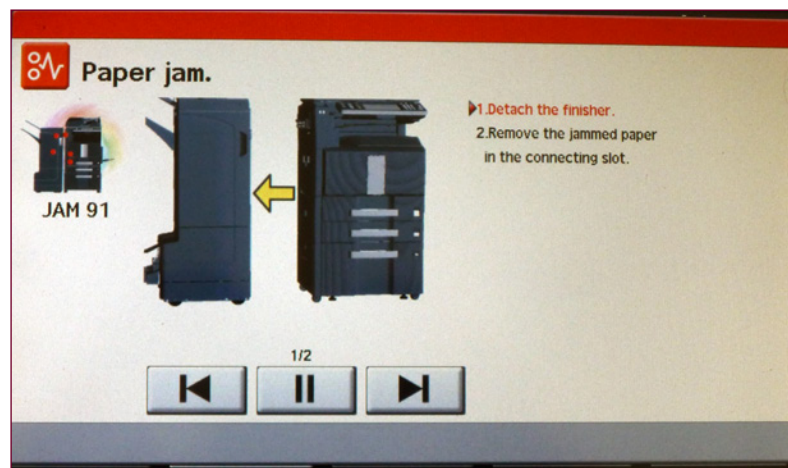 Paper jam.
1.Detach the finisher.
2.Remove the jammed paper
in the connecting slot.
JAM 91
1/2